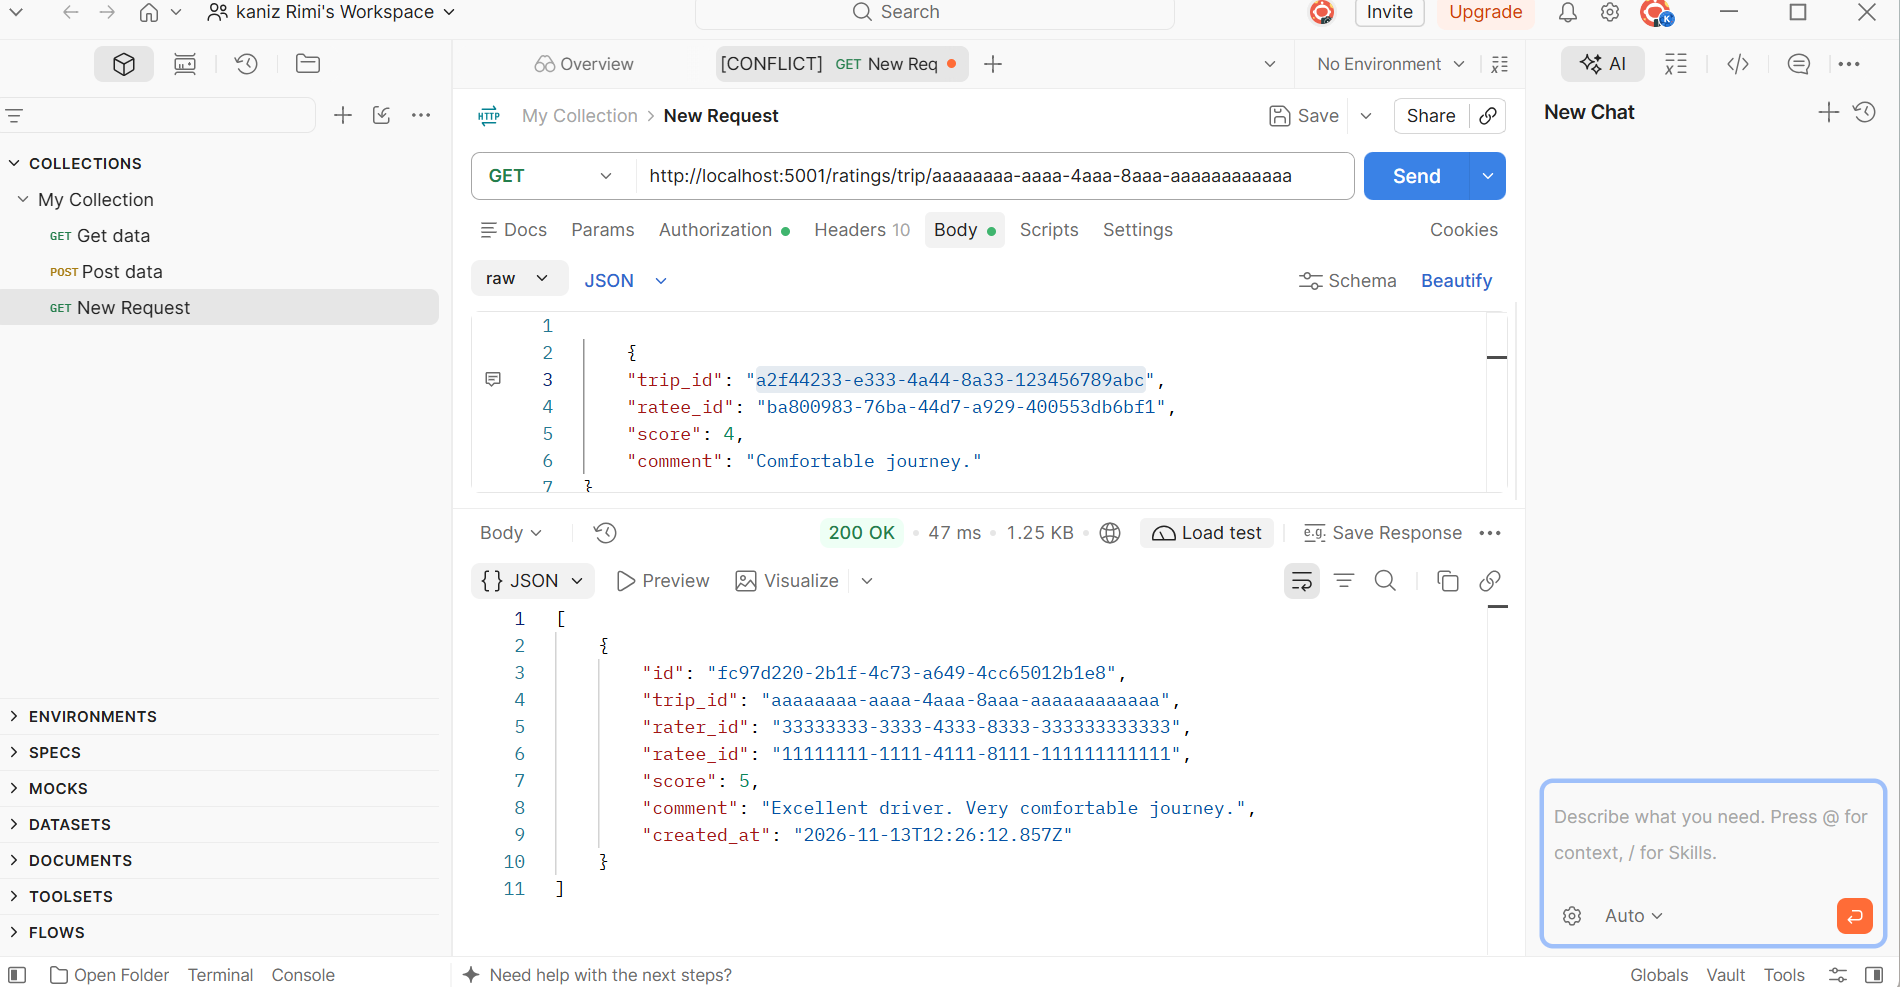 kaniz Rimi's Workspace
Search
Invite
Upgrade
K
Overview
[CONFLICT] GET New Req
No Environment
AI
HTTP
My Collection > New Request
Save
Share
New Chat
COLLECTIONS
My Collection
GET Get data
POST Post data
GET New Request
GET
http://localhost:5001/ratings/trip/aaaaaaaa-aaaa-4aaa-8aaa-aaaaaaaaaaaa
Send
Docs
Params
Authorization
Headers 10
Body
Scripts
Settings
Cookies
raw
JSON
Schema
Beautify
1
2 {
3 "trip_id": "a2f44233-e333-4a44-8a33-123456789abc",
4 "ratee_id": "ba800983-76ba-44d7-a929-400553db6bf1",
5 "score": 4,
6 "comment": "Comfortable journey."
7 }
Body
200 OK • 47 ms • 1.25 KB
Load test
e.g. Save Response
{} JSON
Preview
Visualize
1 [
2 {
3 "id": "fc97d220-2b1f-4c73-a649-4cc65012b1e8",
4 "trip_id": "aaaaaaaa-aaaa-4aaa-8aaa-aaaaaaaaaaaa",
5 "rater_id": "33333333-3333-4333-8333-333333333333",
6 "ratee_id": "11111111-1111-4111-8111-111111111111",
7 "score": 5,
8 "comment": "Excellent driver. Very comfortable journey.",
9 "created_at": "2026-11-13T12:26:12.857Z"
10 }
11 ]
ENVIRONMENTS
SPECS
MOCKS
DATASETS
DOCUMENTS
TOOLSETS
FLOWS
Describe what you need. Press @ for
context, / for Skills.
Auto
Open Folder
Terminal
Console
Need help with the next steps?
Globals
Vault
Tools